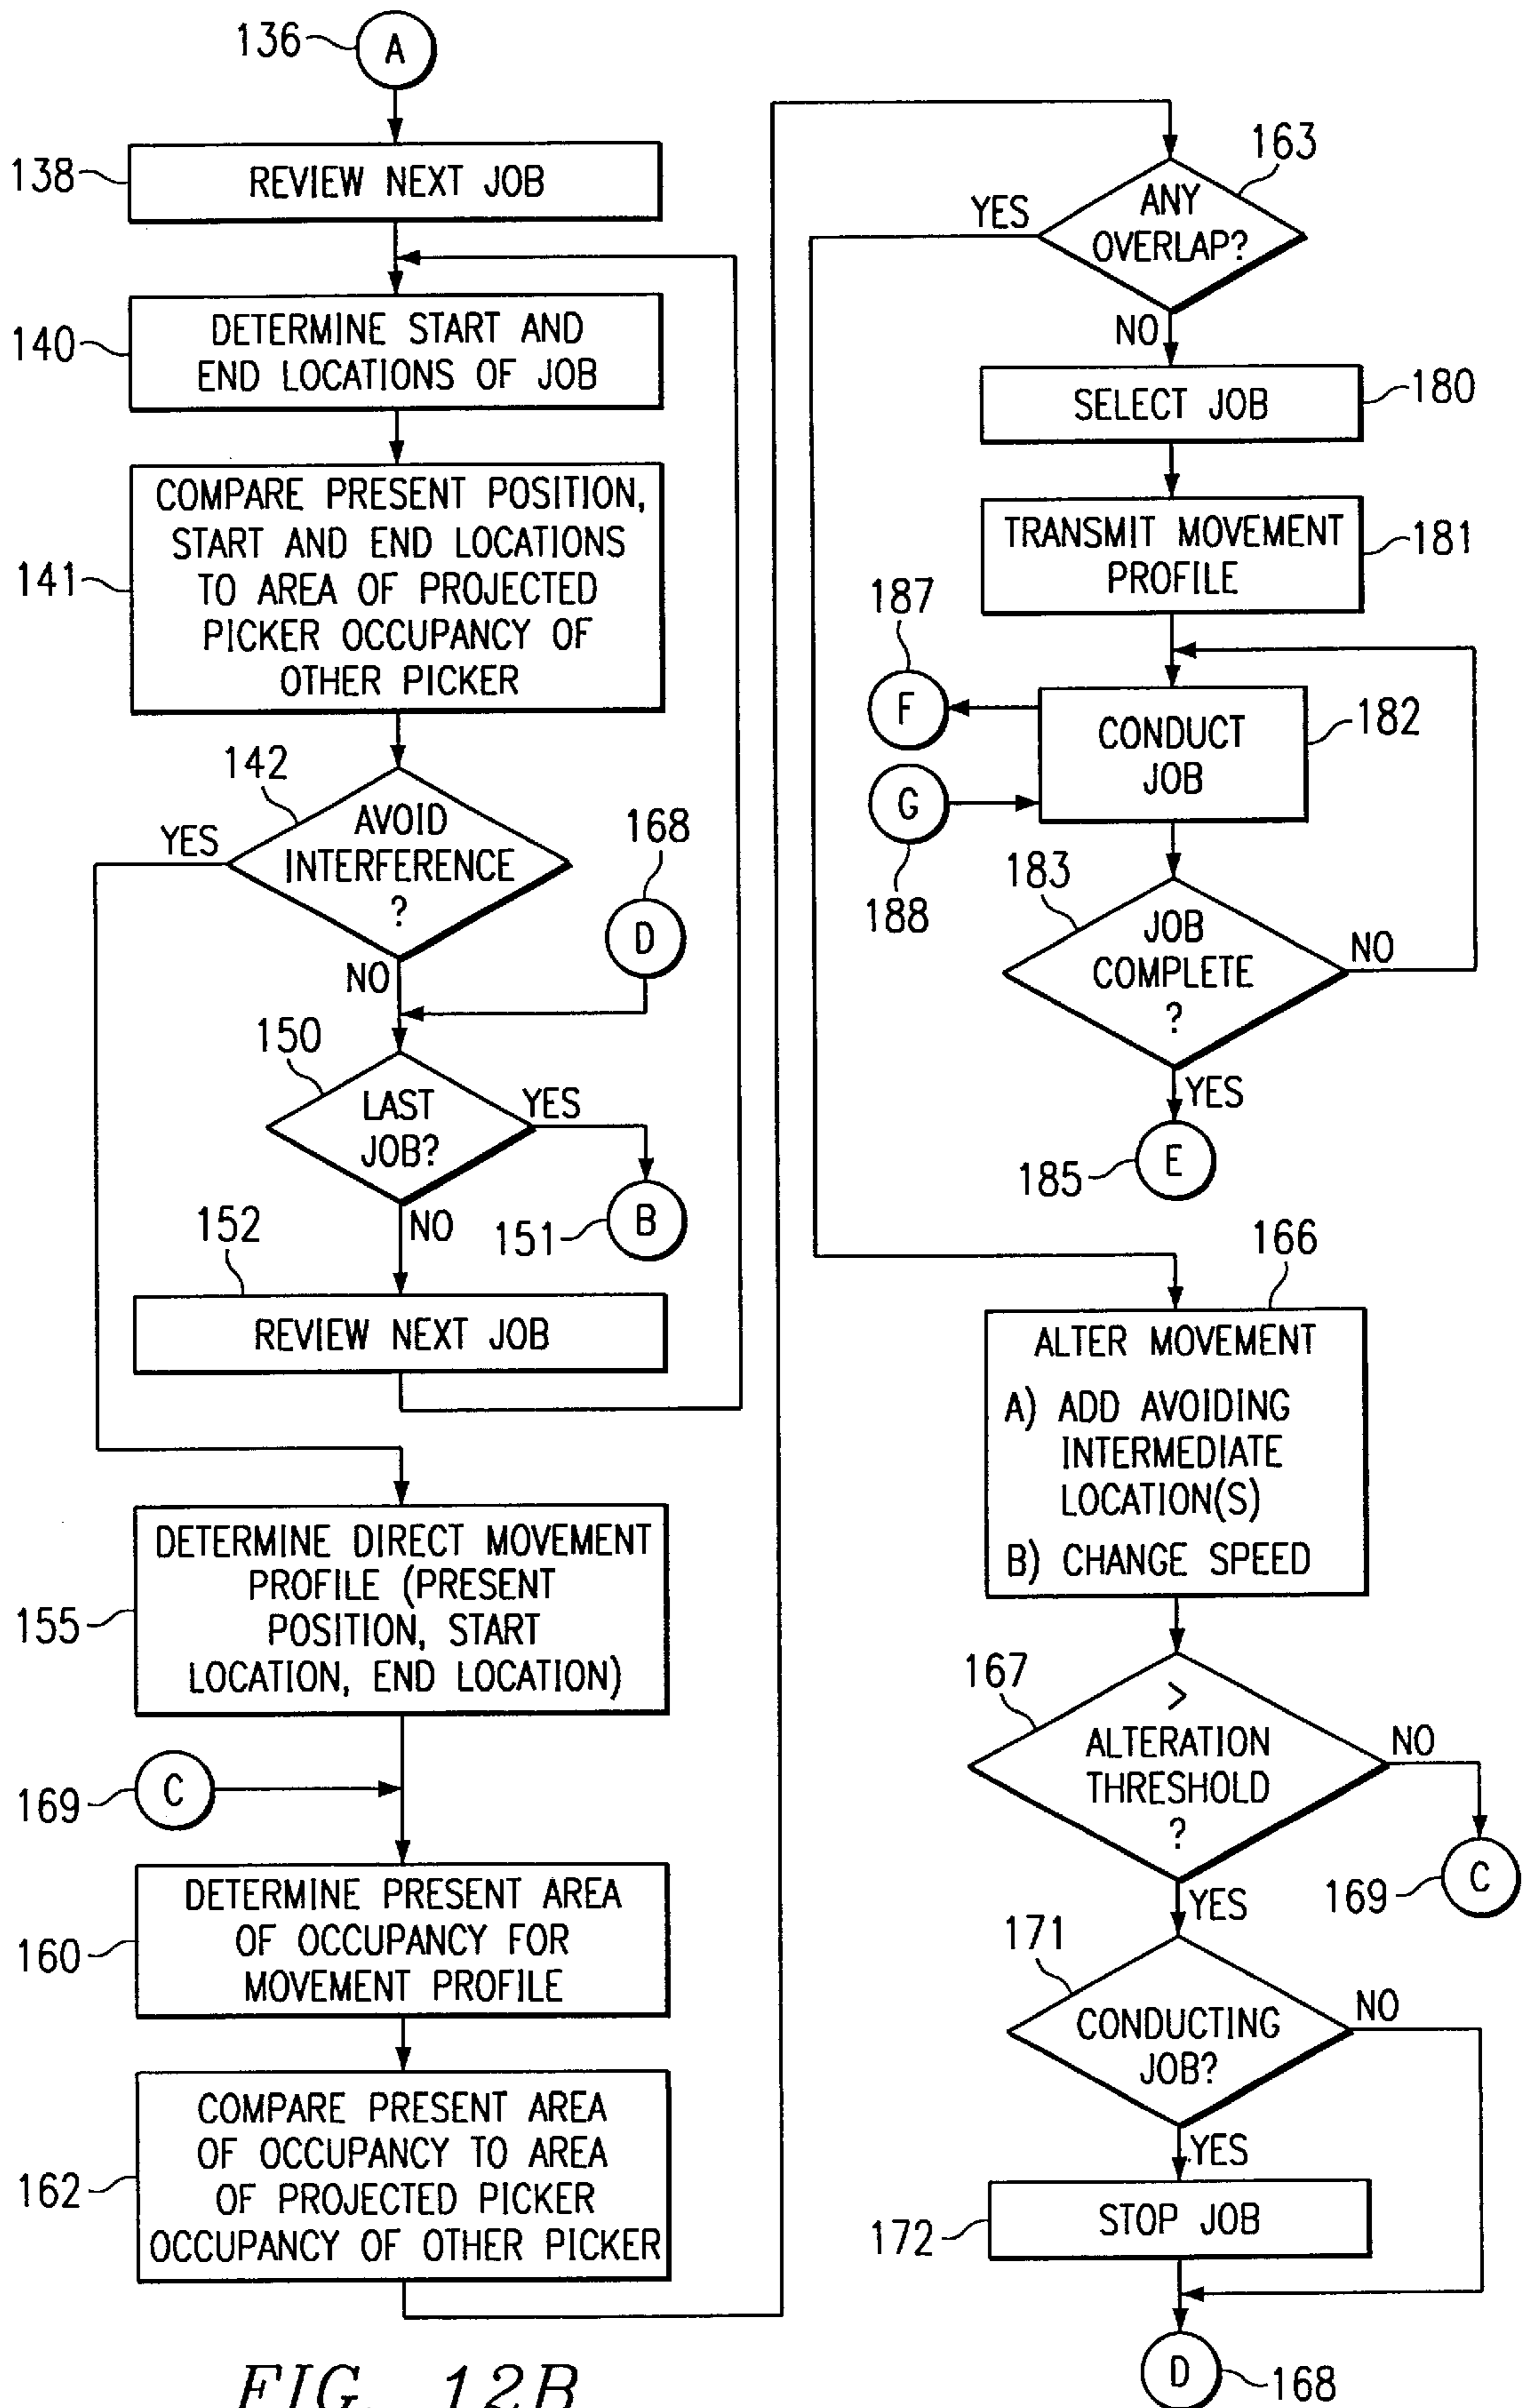 136
A
138
REVIEW NEXT JOB
140
DETERMINE START AND
END LOCATIONS OF JOB
141
COMPARE PRESENT POSITION,
START AND END LOCATIONS
TO AREA OF PROJECTED
PICKER OCCUPANCY OF
OTHER PICKER
142
YES
AVOID
INTERFERENCE
?
NO
168
D
150
LAST
JOB?
YES
151
B
NO
152
REVIEW NEXT JOB
155
DETERMINE DIRECT MOVEMENT
PROFILE (PRESENT
POSITION, START
LOCATION, END LOCATION)
169
C
160
DETERMINE PRESENT AREA
OF OCCUPANCY FOR
MOVEMENT PROFILE
162
COMPARE PRESENT AREA
OF OCCUPANCY TO AREA
OF PROJECTED PICKER
OCCUPANCY OF OTHER PICKER
163
YES
ANY
OVERLAP?
NO
SELECT JOB
180
TRANSMIT MOVEMENT
PROFILE
181
187
F
CONDUCT
JOB
182
G
188
183
JOB
COMPLETE
?
NO
YES
185
E
166
ALTER MOVEMENT
A) ADD AVOIDING
INTERMEDIATE
LOCATION(S)
B) CHANGE SPEED
167
>
ALTERATION
THRESHOLD
?
NO
169
C
YES
171
CONDUCTING
JOB?
NO
YES
172
STOP JOB
D
168
FIG. 12B